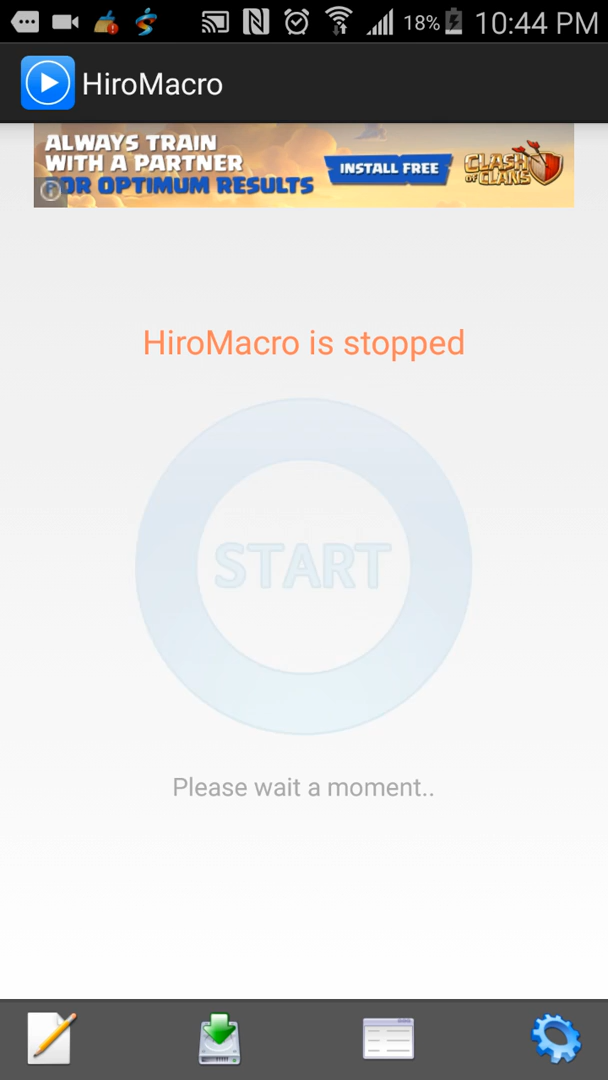 18% 10:44 PM
HiroMacro
ALWAYS TRAIN
WITH A PARTNER
FOR OPTIMUM RESULTS
INSTALL FREE
CLASH
OF CLANS
HiroMacro is stopped
START
Please wait a moment..